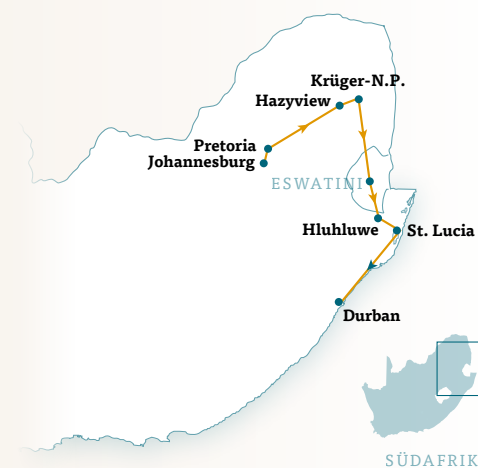 Krüger-N.P.
Hazyview
Pretoria
Johannesburg
ESWATINI
Hluhluwe
St. Lucia
Durban
SÜDAFRIK